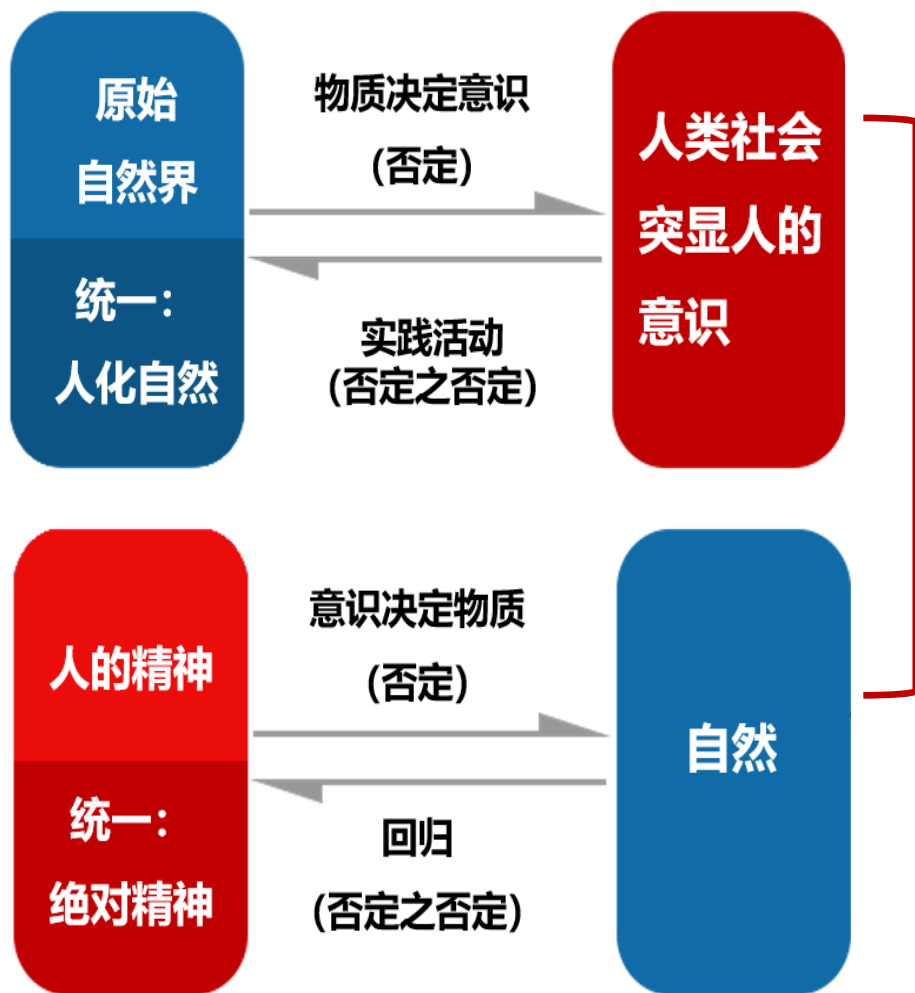 原始
自然界
统一：
人化自然
物质决定意识
（否定）
实践活动
（否定之否定）
人类社会
突显人的
意识
人的精神
统一：
绝对精神
意识决定物质
（否定）
回归
（否定之否定）
自然